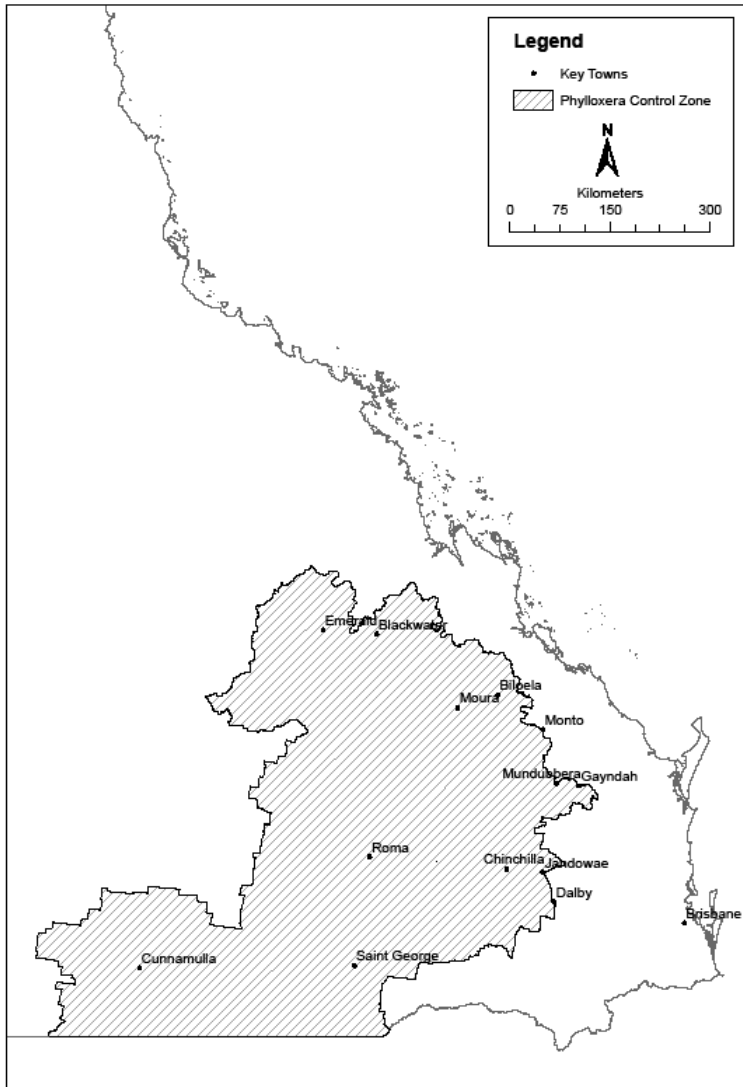 Legend
Key Towns
Phylloxera Control Zone
N
Kilometers
0 75 150 300
Emerald
Blackwater
Biloela
Moura
Monto
Mundubbera
Gayndah
Roma
Chinchilla
Jandowae
Dalby
Brisbane
Cunnamulla
Saint George